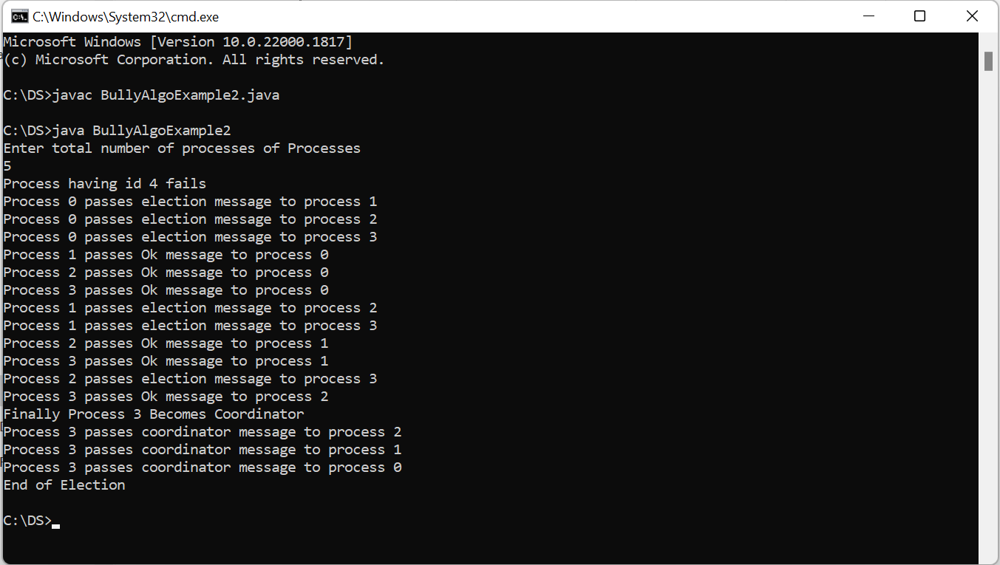 C:\Windows\System32\cmd.exe
Microsoft Windows [Version 10.0.22000.1817]
(c) Microsoft Corporation. All rights reserved.
C:\DS>javac BullyAlgoExample2.java
C:\DS>java BullyAlgoExample2
Enter total number of processes of Processes
5
Process having id 4 fails
Process 0 passes election message to process 1
Process 0 passes election message to process 2
Process 0 passes election message to process 3
Process 1 passes Ok message to process 0
Process 2 passes Ok message to process 0
Process 3 passes Ok message to process 0
Process 1 passes election message to process 2
Process 1 passes election message to process 3
Process 2 passes Ok message to process 1
Process 3 passes Ok message to process 1
Process 2 passes election message to process 3
Process 3 passes Ok message to process 2
Finally Process 3 Becomes Coordinator
Process 3 passes coordinator message to process 2
Process 3 passes coordinator message to process 1
Process 3 passes coordinator message to process 0
End of Election
C:\DS>